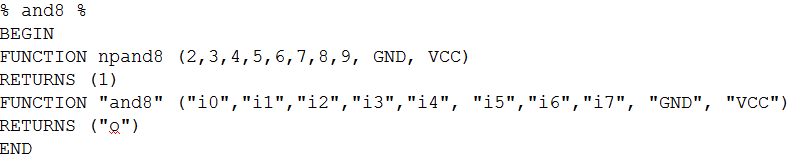 % and8 %
BEGIN
FUNCTION npand8 (2,3,4,5,6,7,8,9, GND, VCC)
RETURNS (1)
FUNCTION "and8" ("i0","i1","i2","i3","i4", "i5","i6","i7", "GND", "VCC")
RETURNS ("o")
END